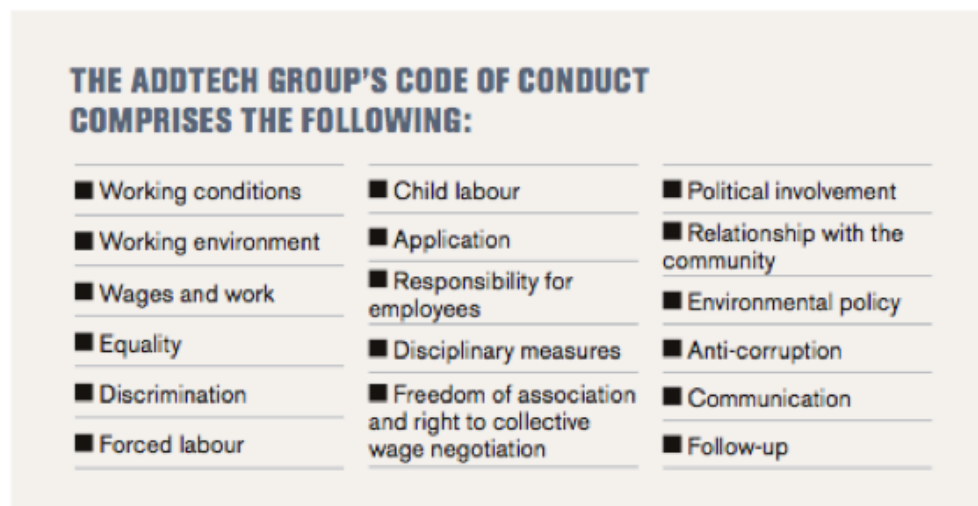 THE ADDTECH GROUP'S CODE OF CONDUCT
COMPRISES THE FOLLOWING:
■ Working conditions
■ Working environment
■ Wages and work
■ Equality
■ Discrimination
■ Forced labour
■ Child labour
■ Application
■ Responsibility for
employees
■ Disciplinary measures
■ Freedom of association
and right to collective
wage negotiation
■ Political involvement
■ Relationship with the
community
■ Environmental policy
■ Anti-corruption
■ Communication
■ Follow-up